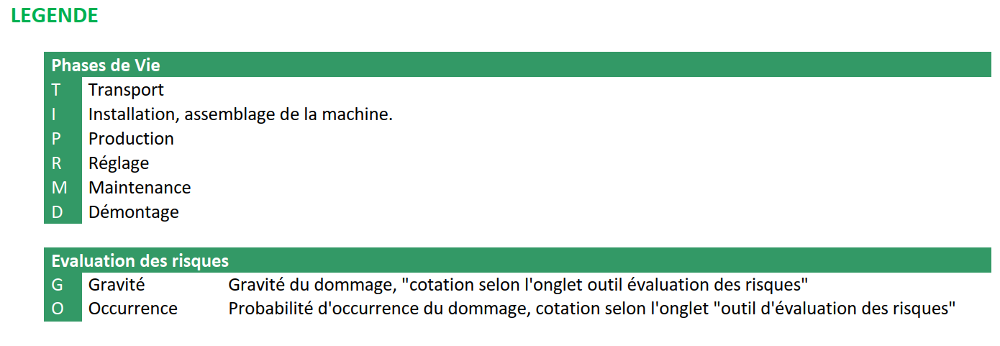 LEGENDE
Phases de Vie
T Transport
I Installation, assemblage de la machine.
P Production
R Réglage
M Maintenance
D Démontage
Evaluation des risques
G Gravité Gravité du dommage, "cotation selon l'onglet outil évaluation des risques"
O Occurrence Probabilité d'occurrence du dommage, cotation selon l'onglet "outil d'évaluation des risques"